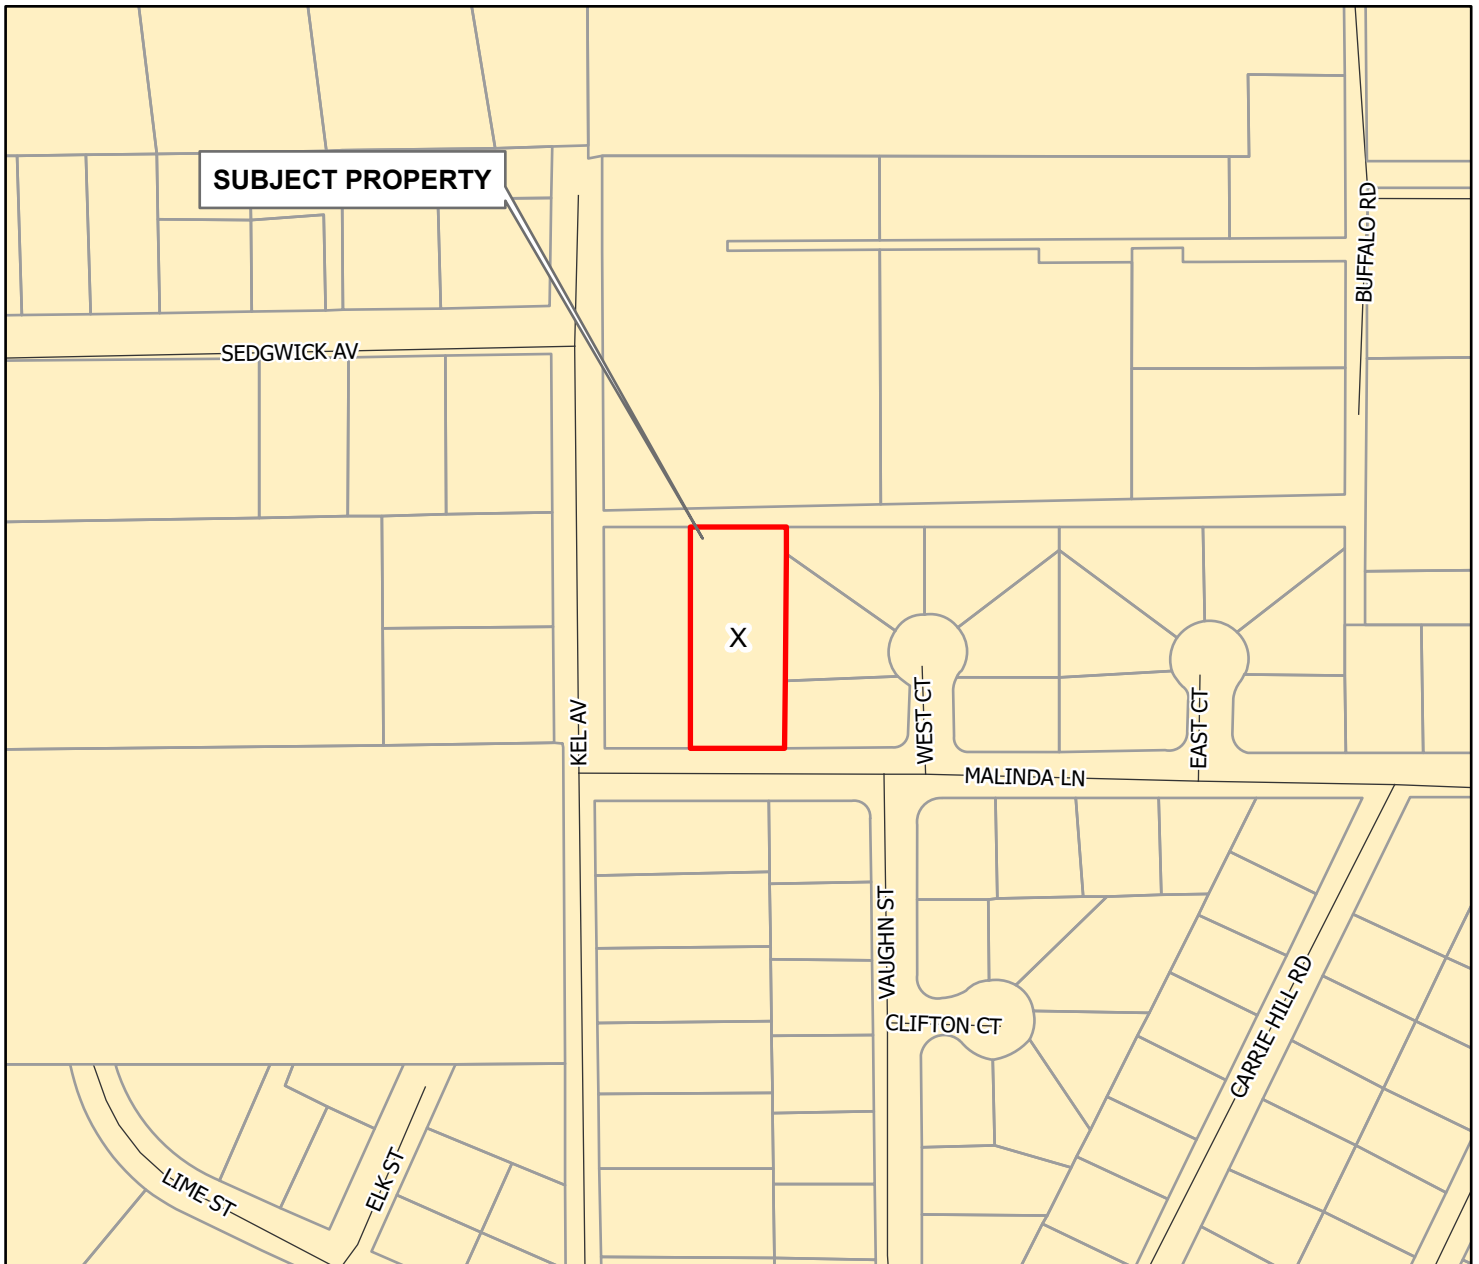 SUBJECT PROPERTY
BUFFALO RD
SEDGWICK AV
X
KEL AV
WEST CT
EAST CT
MALINDA LN
VAUGHN ST
CLIFTON CT
CARRIE HILL RD
LIME ST
ELK ST